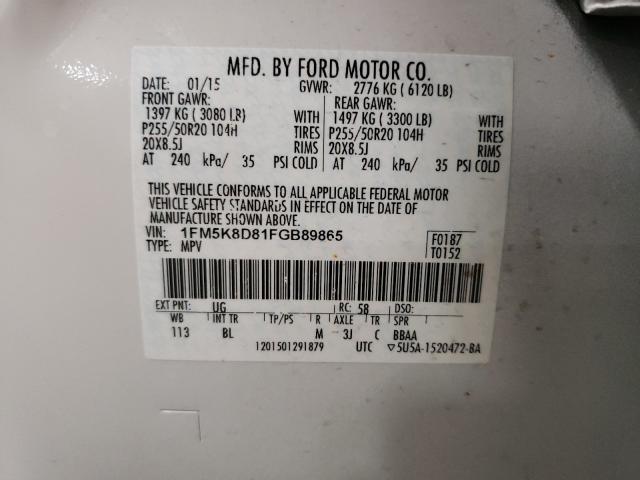 MFD. BY FORD MOTOR CO.
DATE: 01/15 GVWR: 2776 KG ( 6120 LB)
FRONT GAWR: REAR GAWR:
1397 KG ( 3080 LB) WITH 1497 KG ( 3300 LB) WITH
P255/50R20 104H TIRES P255/50R20 104H TIRES
20X8.5J RIMS 20X8.5J RIMS
AT 240 kPa/ 35 PSI COLD AT 240 kPa/ 35 PSI COLD
THIS VEHICLE CONFORMS TO ALL APPLICABLE FEDERAL MOTOR
VEHICLE SAFETY STANDARDS IN EFFECT ON THE DATE OF
MANUFACTURE SHOWN ABOVE.
VIN: 1FM5K8D81FGB89865 F0187
TYPE: MPV T0152
EXT PNT: UG RC: 58 DSO:
WB INT TR TP/PS R AXLE TR SPR
113 BL M 3J C BBAA
1201501291879 UTC ▽5U5A-1520472-BA